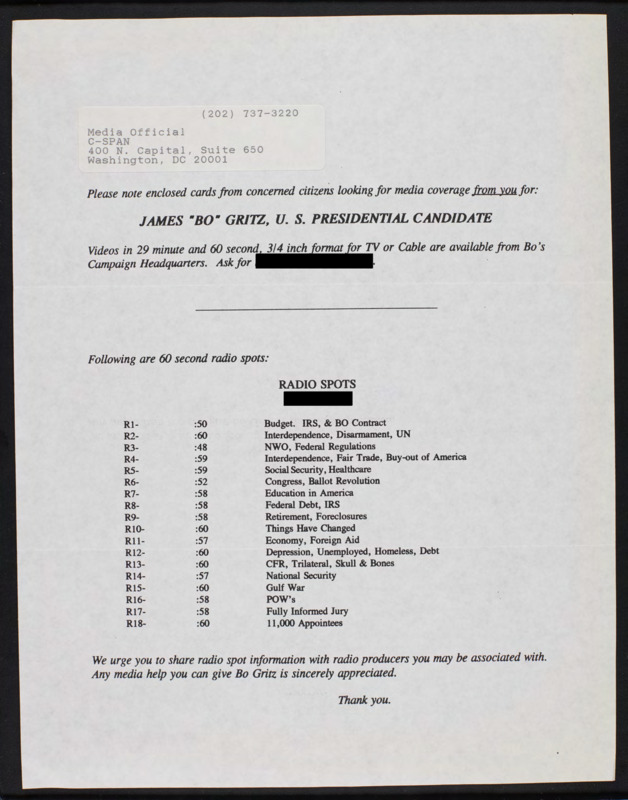 (202) 737-3220
Media Official
C-SPAN
400 N. Capital, Suite 650
Washington, DC 20001
Please note enclosed cards from concerned citizens looking for media coverage from you for:
JAMES "BO" GRITZ, U. S. PRESIDENTIAL CANDIDATE
Videos in 29 minute and 60 second, 3/4 inch format for TV or Cable are available from Bo's
Campaign Headquarters. Ask for .
Following are 60 second radio spots:
RADIO SPOTS
R1- :50 Budget. IRS, & BO Contract
R2- :60 Interdependence, Disarmament, UN
R3- :48 NWO, Federal Regulations
R4- :59 Interdependence, Fair Trade, Buy-out of America
R5- :59 Social Security, Healthcare
R6- :52 Congress, Ballot Revolution
R7- :58 Education in America
R8- :58 Federal Debt, IRS
R9- :58 Retirement, Foreclosures
R10- :60 Things Have Changed
R11- :57 Economy, Foreign Aid
R12- :60 Depression, Unemployed, Homeless, Debt
R13- :60 CFR, Trilateral, Skull & Bones
R14- :57 National Security
R15- :60 Gulf War
R16- :58 POW's
R17- :58 Fully Informed Jury
R18- :60 11,000 Appointees
We urge you to share radio spot information with radio producers you may be associated with.
Any media help you can give Bo Gritz is sincerely appreciated.
Thank you.